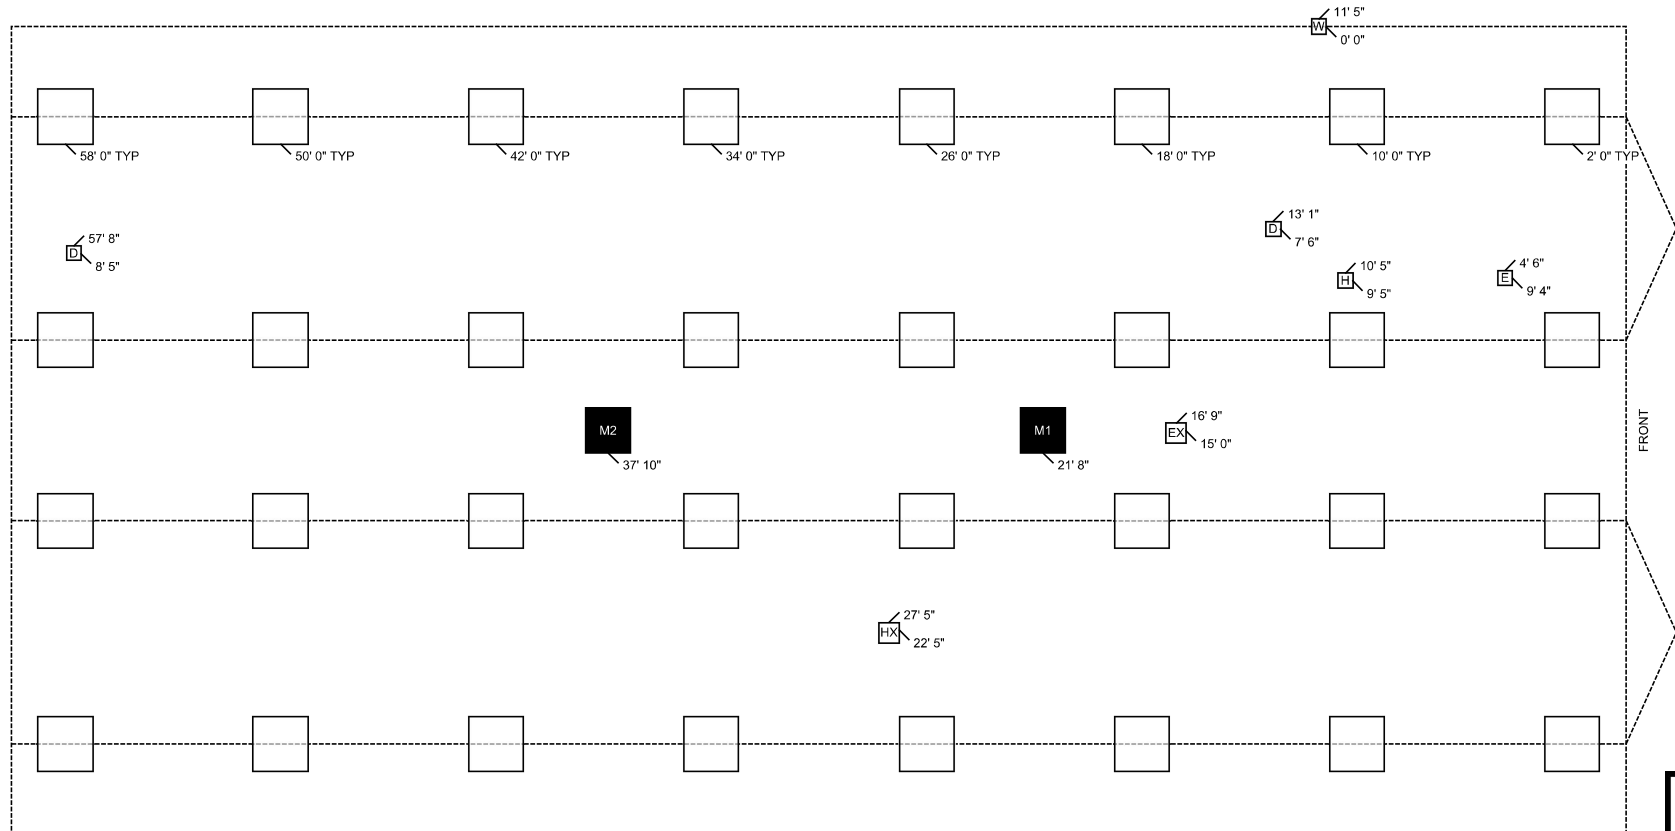 11' 5"
W
0' 0"
58' 0" TYP
50' 0" TYP
42' 0" TYP
34' 0" TYP
26' 0" TYP
18' 0" TYP
10' 0" TYP
2' 0" TYP
13' 1"
D
7' 6"
57' 8"
D
8' 5"
10' 5"
H
9' 5"
4' 6"
E
9' 4"
M2
37' 10"
M1
21' 8"
16' 9"
EX
15' 0"
FRONT
27' 5"
HX
22' 5"